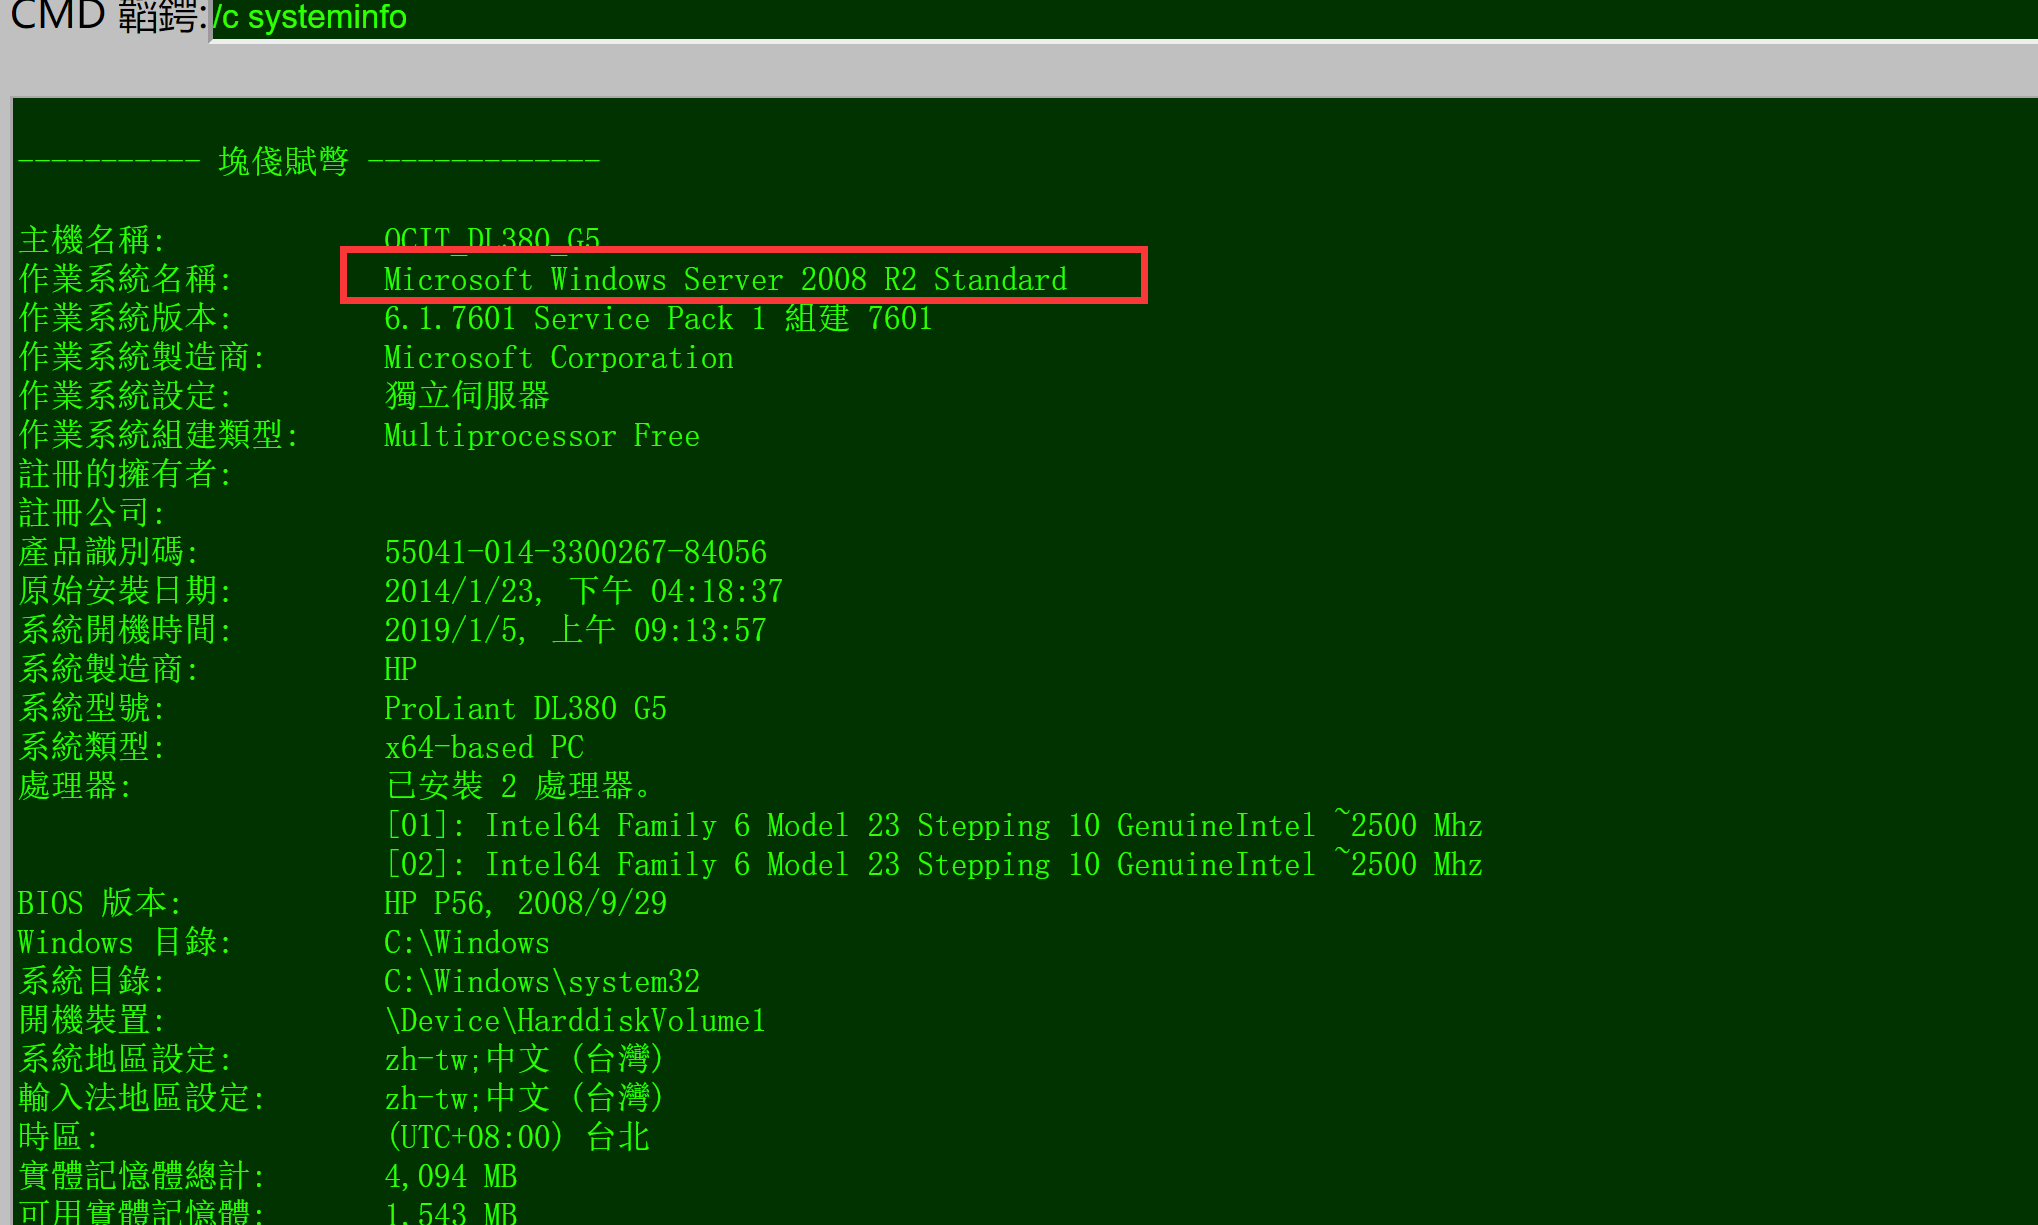 CMD 韜鍔:/c systeminfo
----------- 堍俴賦彆 --------------
主機名稱: OCIT_DL380_G5
作業系統名稱: Microsoft Windows Server 2008 R2 Standard
作業系統版本: 6.1.7601 Service Pack 1 組建 7601
作業系統製造商: Microsoft Corporation
作業系統設定: 獨立伺服器
作業系統組建類型: Multiprocessor Free
註冊的擁有者:
註冊公司:
產品識別碼: 55041-014-3300267-84056
原始安裝日期: 2014/1/23, 下午 04:18:37
系統開機時間: 2019/1/5, 上午 09:13:57
系統製造商: HP
系統型號: ProLiant DL380 G5
系統類型: x64-based PC
處理器: 已安裝 2 處理器。
[01]: Intel64 Family 6 Model 23 Stepping 10 GenuineIntel ~2500 Mhz
[02]: Intel64 Family 6 Model 23 Stepping 10 GenuineIntel ~2500 Mhz
BIOS 版本: HP P56, 2008/9/29
Windows 目錄: C:\Windows
系統目錄: C:\Windows\system32
開機裝置: \Device\HarddiskVolume1
系統地區設定: zh-tw;中文 (台灣)
輸入法地區設定: zh-tw;中文 (台灣)
時區: (UTC+08:00) 台北
實體記憶體總計: 4,094 MB
可用實體記憶體: 1,543 MB